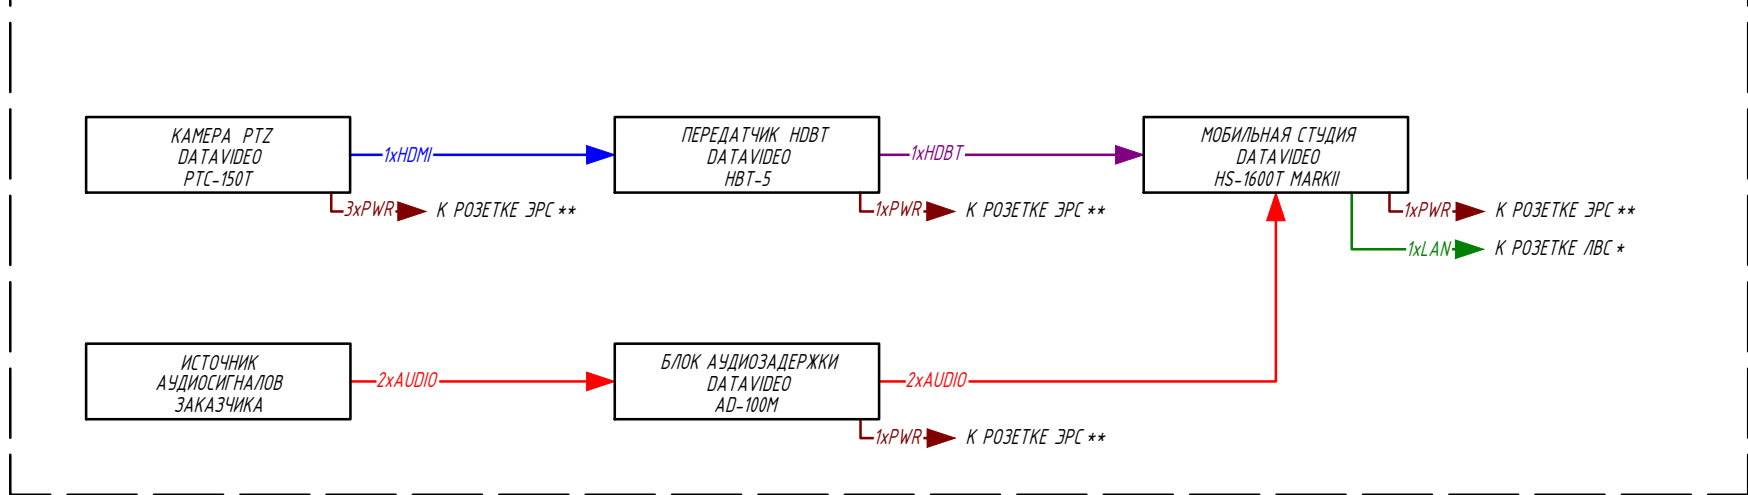 КАМЕРА PTZ
DATAVIDEO
PTC-150T
1xHDMI
ПЕРЕДАТЧИК HDBT
DATAVIDEO
HBT-5
1xHDBT
МОБИЛЬНАЯ СТУДИЯ
DATAVIDEO
HS-1600T MARKII
3xPWR К РОЗЕТКЕ ЭРС **
1xPWR К РОЗЕТКЕ ЭРС **
1xPWR К РОЗЕТКЕ ЭРС **
1xLAN К РОЗЕТКЕ ЛВС *
ИСТОЧНИК
АУДИОСИГНАЛОВ
ЗАКАЗЧИКА
2xAUDIO
БЛОК АУДИОЗАДЕРЖКИ
DATAVIDEO
AD-100M
2xAUDIO
1xPWR К РОЗЕТКЕ ЭРС **